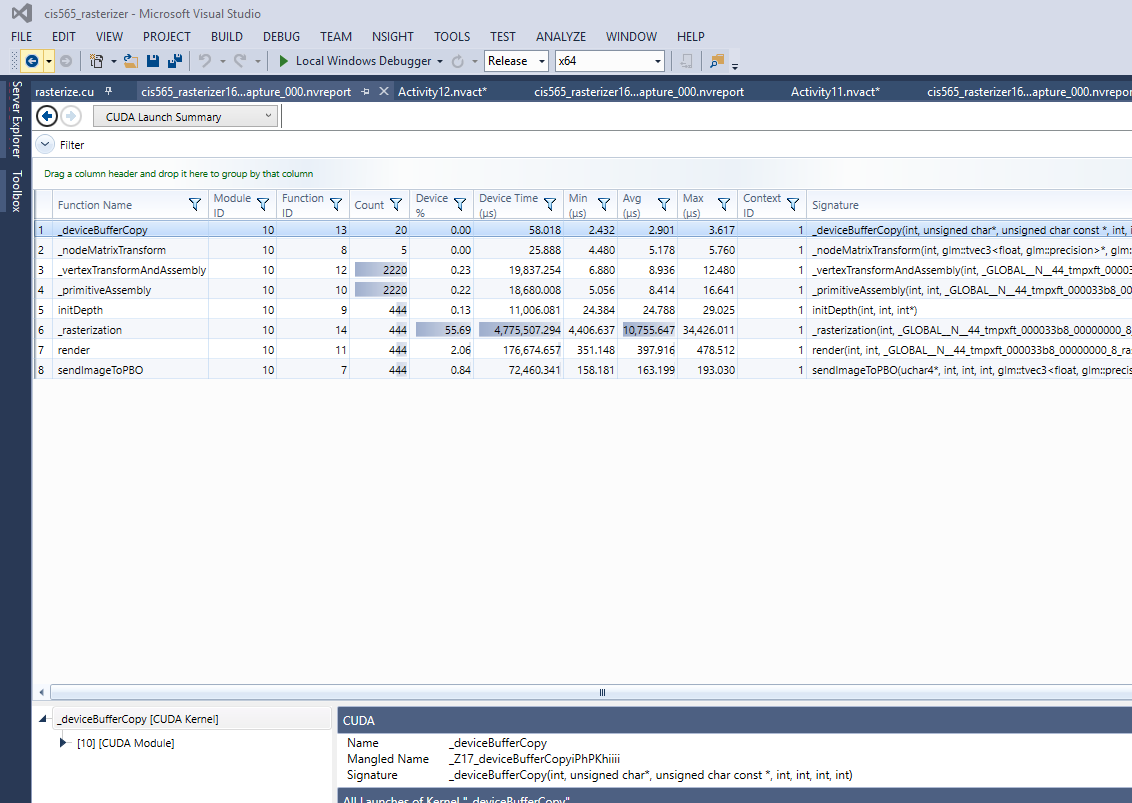 cis565_rasterizer - Microsoft Visual Studio
FILE EDIT VIEW PROJECT BUILD DEBUG TEAM NSIGHT TOOLS TEST ANALYZE WINDOW HELP
Local Windows Debugger Release x64
Server Explorer
Toolbox
rasterize.cu cis565_rasterizer16...apture_000.nvreport Activity12.nvact* cis565_rasterizer16...apture_000.nvreport Activity11.nvact* cis565_rasterizer16...apture_000.nvrepor
CUDA Launch Summary
Filter
Drag a column header and drop it here to group by that column
Function Name Module ID Function ID Count Device % Device Time (µs) Min (µs) Avg (µs) Max (µs) Context ID Signature
1 _deviceBufferCopy 10 13 20 0.00 58.018 2.432 2.901 3.617 1 _deviceBufferCopy(int, unsigned char*, unsigned char const *, int, i
2 _nodeMatrixTransform 10 8 5 0.00 25.888 4.480 5.178 5.760 1 _nodeMatrixTransform(int, glm::tvec3<float, glm::precision>*, glm:
3 _vertexTransformAndAssembly 10 12 2220 0.23 19,837.254 6.880 8.936 12.480 1 _vertexTransformAndAssembly(int, _GLOBAL__N__44_tmpxft_000033
4 _primitiveAssembly 10 10 2220 0.22 18,680.008 5.056 8.414 16.641 1 _primitiveAssembly(int, int, _GLOBAL__N__44_tmpxft_000033b8_00
5 initDepth 10 9 444 0.13 11,006.081 24.384 24.788 29.025 1 initDepth(int, int, int*)
6 _rasterization 10 14 444 55.69 4,775,507.294 4,406.637 10,755.647 34,426.011 1 _rasterization(int, _GLOBAL__N__44_tmpxft_000033b8_00000000_8
7 render 10 11 444 2.06 176,674.657 351.148 397.916 478.512 1 render(int, int, _GLOBAL__N__44_tmpxft_000033b8_00000000_8_ras
8 sendImageToPBO 10 7 444 0.84 72,460.341 158.181 163.199 193.030 1 sendImageToPBO(uchar4*, int, int, int, glm::tvec3<float, glm::precis
_deviceBufferCopy [CUDA Kernel]
[10] [CUDA Module]
CUDA
Name _deviceBufferCopy
Mangled Name _Z17_deviceBufferCopyiPhPKhiiii
Signature _deviceBufferCopy(int, unsigned char*, unsigned char const *, int, int, int, int)
All Launches of Kernel "_deviceBufferCopy"